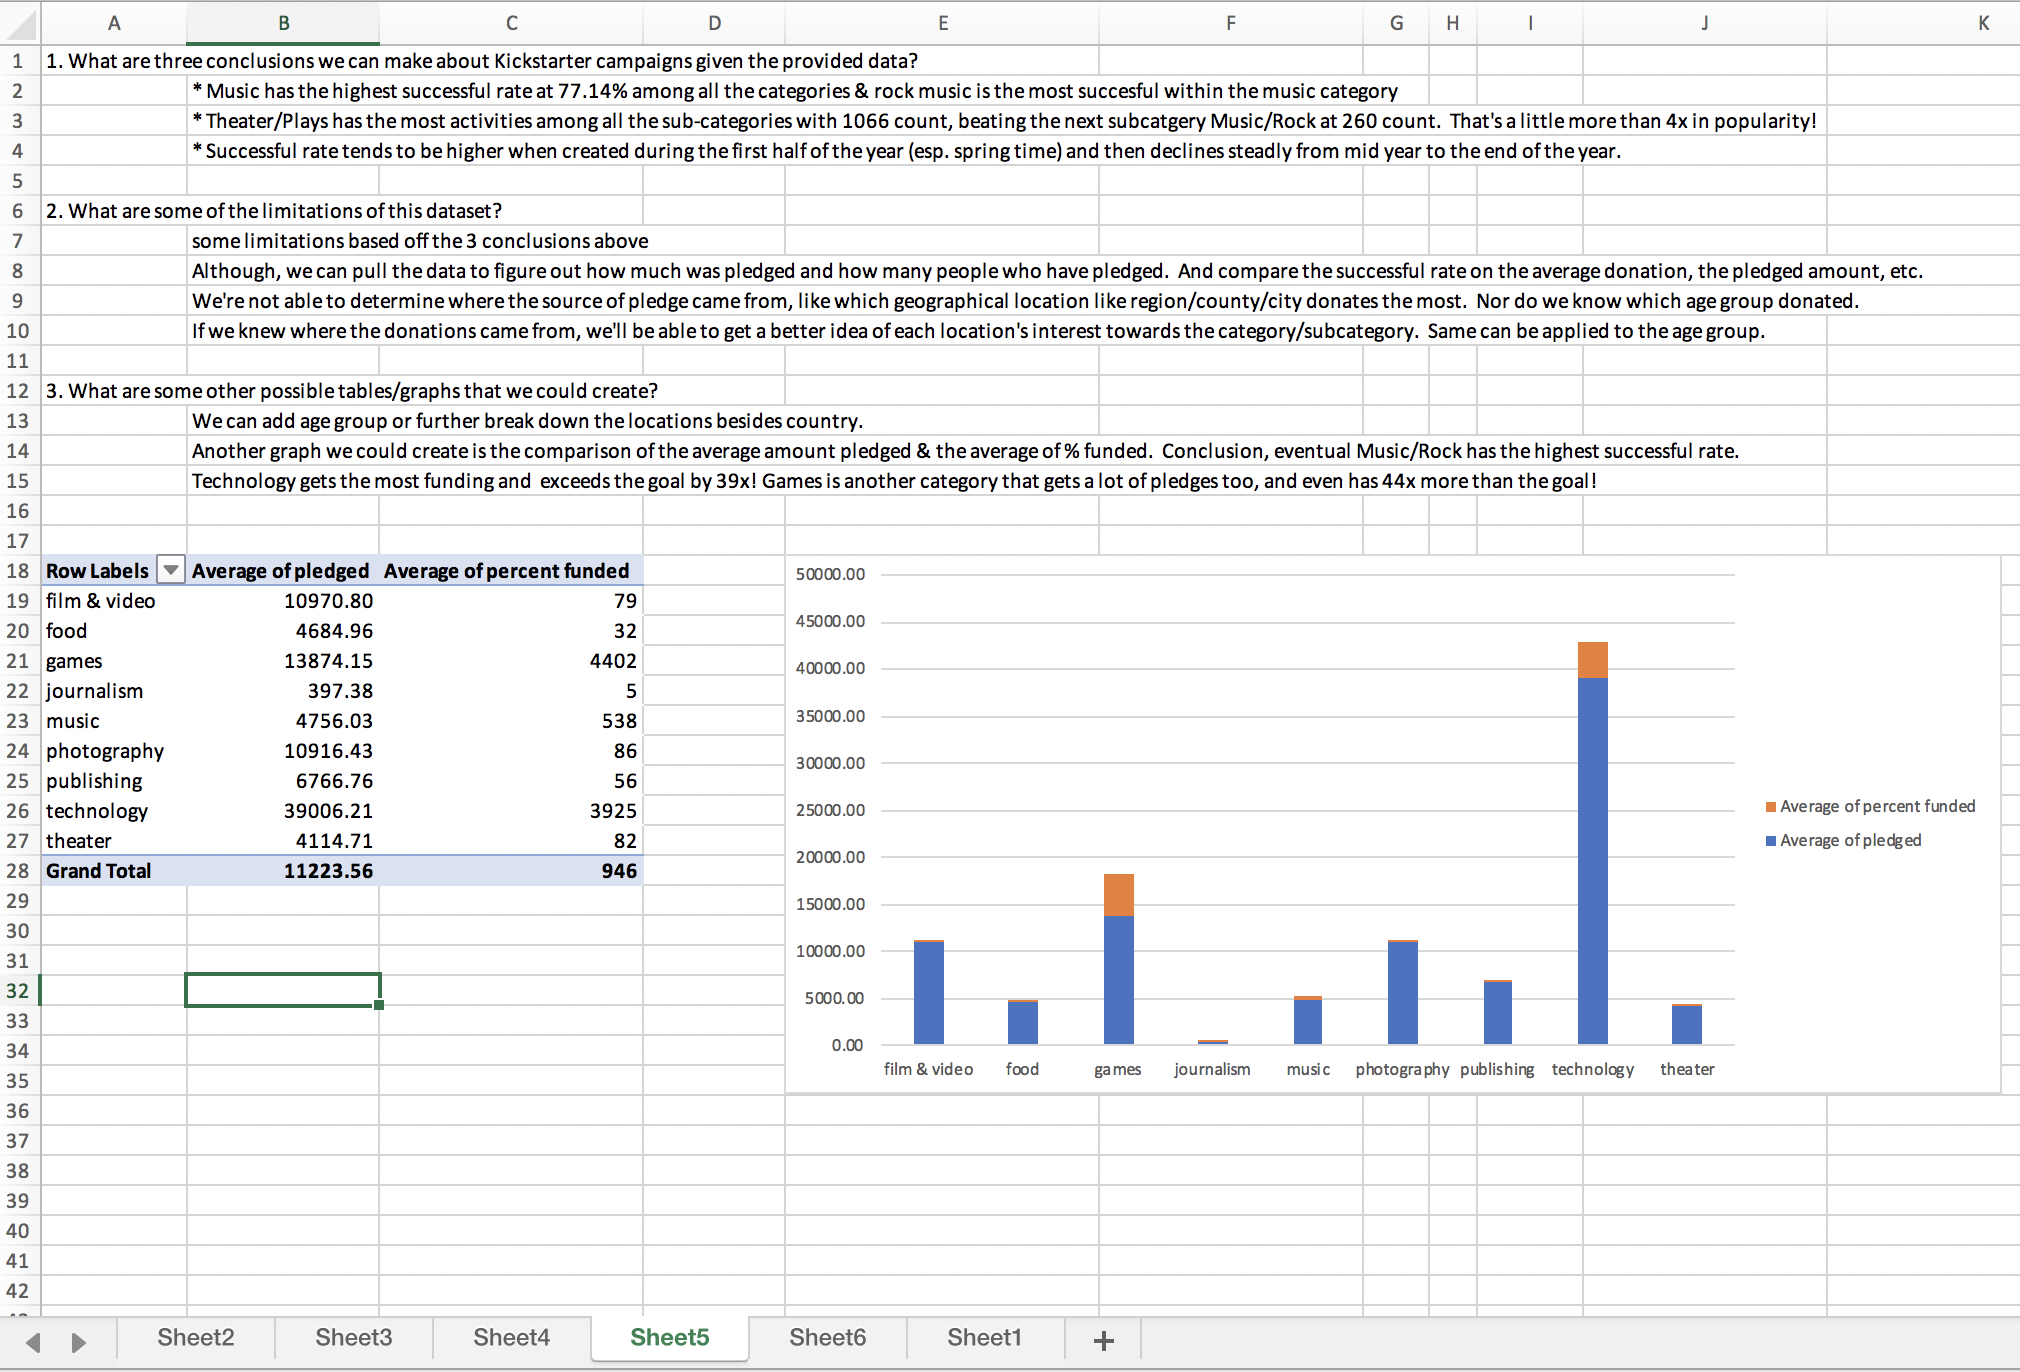 A B C D E F G H I J K
1 1. What are three conclusions we can make about Kickstarter campaigns given the provided data?
2 * Music has the highest successful rate at 77.14% among all the categories & rock music is the most succesful within the music category
3 * Theater/Plays has the most activities among all the sub-categories with 1066 count, beating the next subcatgery Music/Rock at 260 count. That's a little more than 4x in popularity!
4 * Successful rate tends to be higher when created during the first half of the year (esp. spring time) and then declines steadily from mid year to the end of the year.
5
6 2. What are some of the limitations of this dataset?
7 some limitations based off the 3 conclusions above
8 Although, we can pull the data to figure out how much was pledged and how many people who have pledged. And compare the successful rate on the average donation, the pledged amount, etc.
9 We're not able to determine where the source of pledge came from, like which geographical location like region/county/city donates the most. Nor do we know which age group donated.
10 If we knew where the donations came from, we'll be able to get a better idea of each location's interest towards the category/subcategory. Same can be applied to the age group.
11
12 3. What are some other possible tables/graphs that we could create?
13 We can add age group or further break down the locations besides country.
14 Another graph we could create is the comparison of the average amount pledged & the average of % funded. Conclusion, eventual Music/Rock has the highest successful rate.
15 Technology gets the most funding and exceeds the goal by 39x! Games is another category that gets a lot of pledges too, and even has 44x more than the goal!
16
17
18 Row Labels Average of pledged Average of percent funded
19 film & video 10970.80 79
20 food 4684.96 32
21 games 13874.15 4402
22 journalism 397.38 5
23 music 4756.03 538
24 photography 10916.43 86
25 publishing 6766.76 56
26 technology 39006.21 3925
27 theater 4114.71 82
28 Grand Total 11223.56 946
29
30
31
32
33
34
35
36
37
38
39
40
41
42
50000.00
45000.00
40000.00
35000.00
30000.00
25000.00
20000.00
15000.00
10000.00
5000.00
0.00
film & video food games journalism music photography publishing technology theater
Average of percent funded
Average of pledged
Sheet2 Sheet3 Sheet4 Sheet5 Sheet6 Sheet1 +